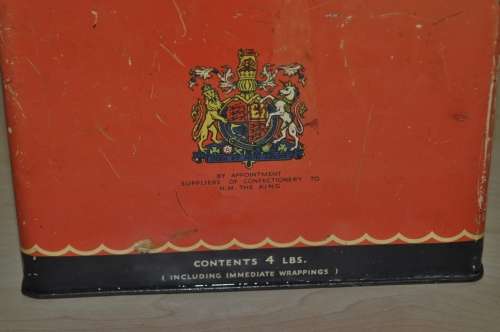 BY APPOINTMENT
SUPPLIERS OF CONFECTIONERY TO
H.M. THE KING
CONTENTS 4 LBS.
( INCLUDING IMMEDIATE WRAPPINGS )